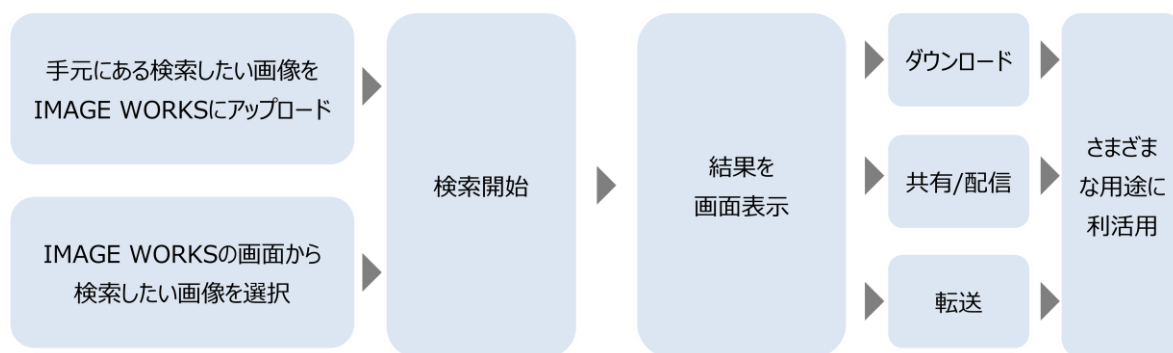 手元にある検索したい画像を
IMAGE WORKSにアップロード
IMAGE WORKSの画面から
検索したい画像を選択
検索開始
結果を
画面表示
ダウンロード
共有/配信
転送
さまざま
な用途に
利活用